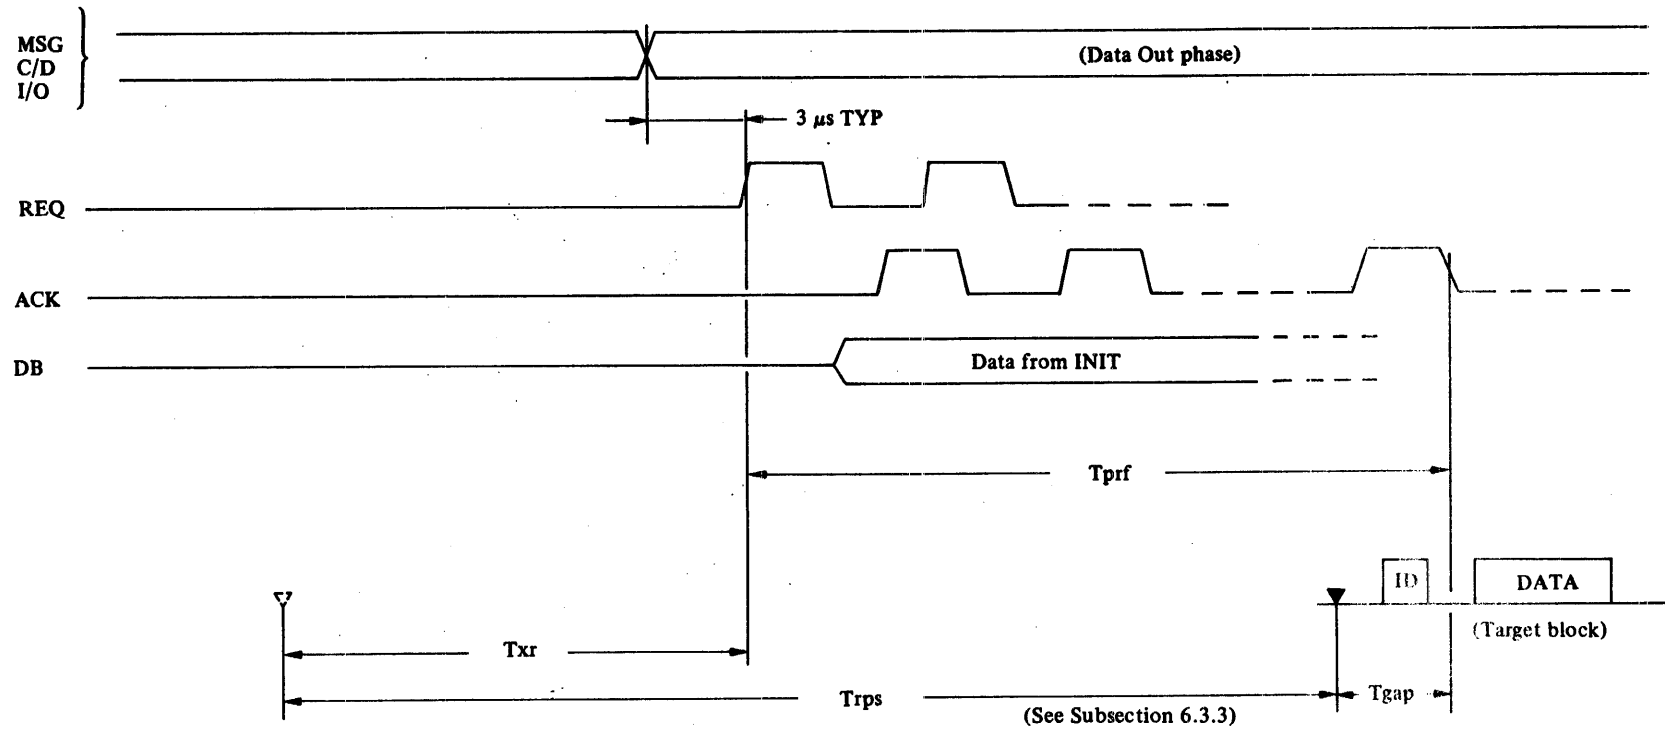 MSG
C/D
I/O
(Data Out phase)
3 μs TYP
REQ
ACK
DB
Data from INIT
Tprf
ID
DATA
(Target block)
Txr
Trps
Tgap
(See Subsection 6.3.3)